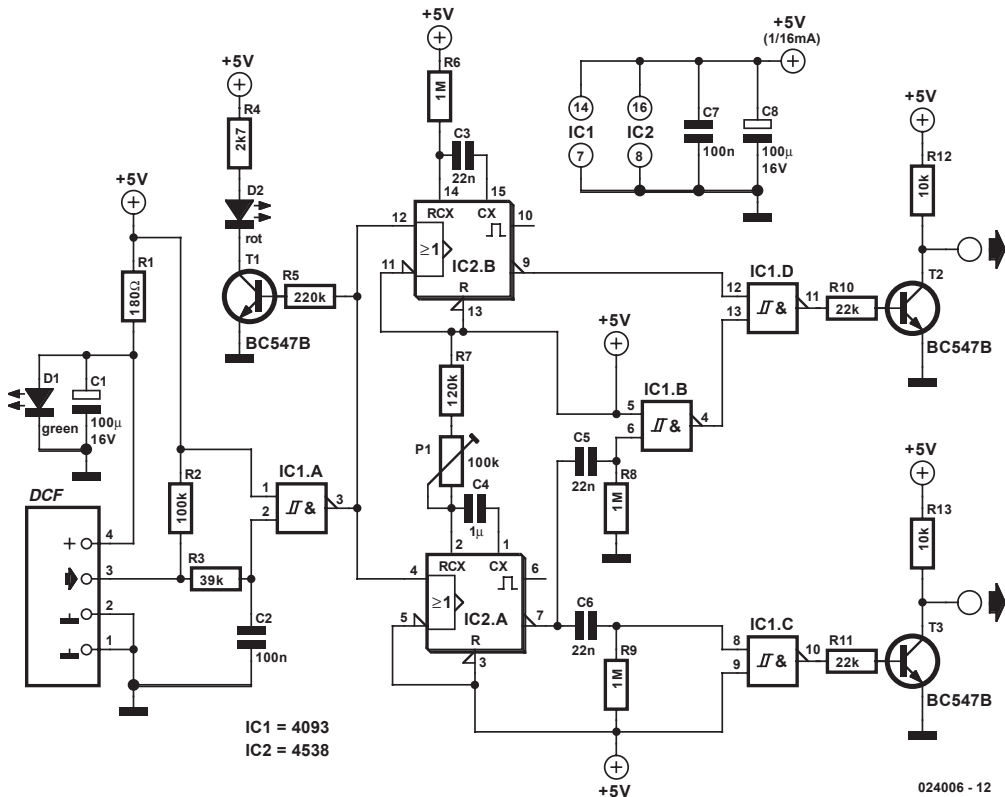 +5V
R6
1M
C3
22n
14
15
RCX
CX
12
≥1
11
IC2.B
10
9
R
13
+5V
(1/16mA)
14
16
IC1
IC2
7
8
C7
100n
C8
100µ
16V
+5V
R4
2k7
D2
rot
T1
R5
220k
BC547B
+5V
R1
180Ω
D1
green
C1
100µ
16V
DCF
+
4
3
2
1
R2
100k
R3
39k
C2
100n
1
2
IC1.A
&
3
R7
120k
P1
100k
C4
1µ
2
1
RCX
CX
4
≥1
5
IC2.A
6
7
R
3
+5V
5
6
IC1.B
&
4
C5
22n
R8
1M
C6
22n
R9
1M
+5V
12
13
IC1.D
&
11
R10
22k
+5V
R12
10k
T2
BC547B
8
9
IC1.C
&
10
R11
22k
+5V
R13
10k
T3
BC547B
IC1 = 4093
IC2 = 4538
024006 - 12